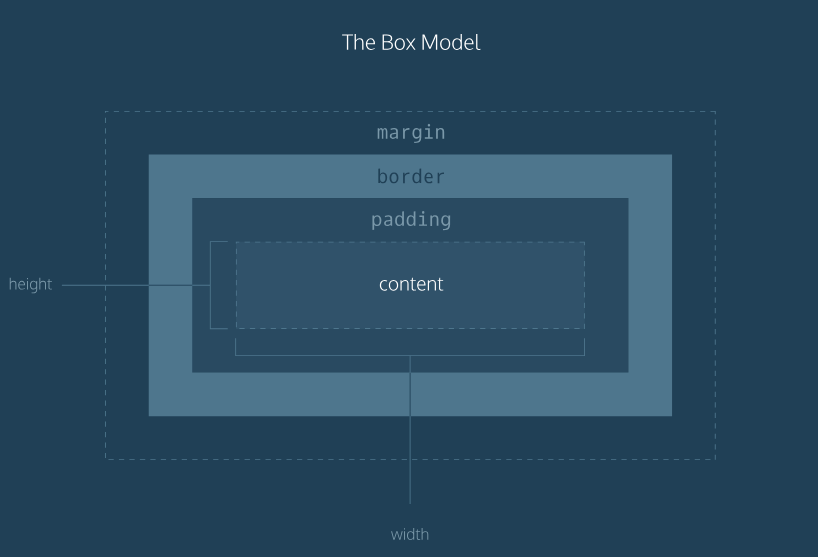 The Box Model
margin
border
padding
height
content
width